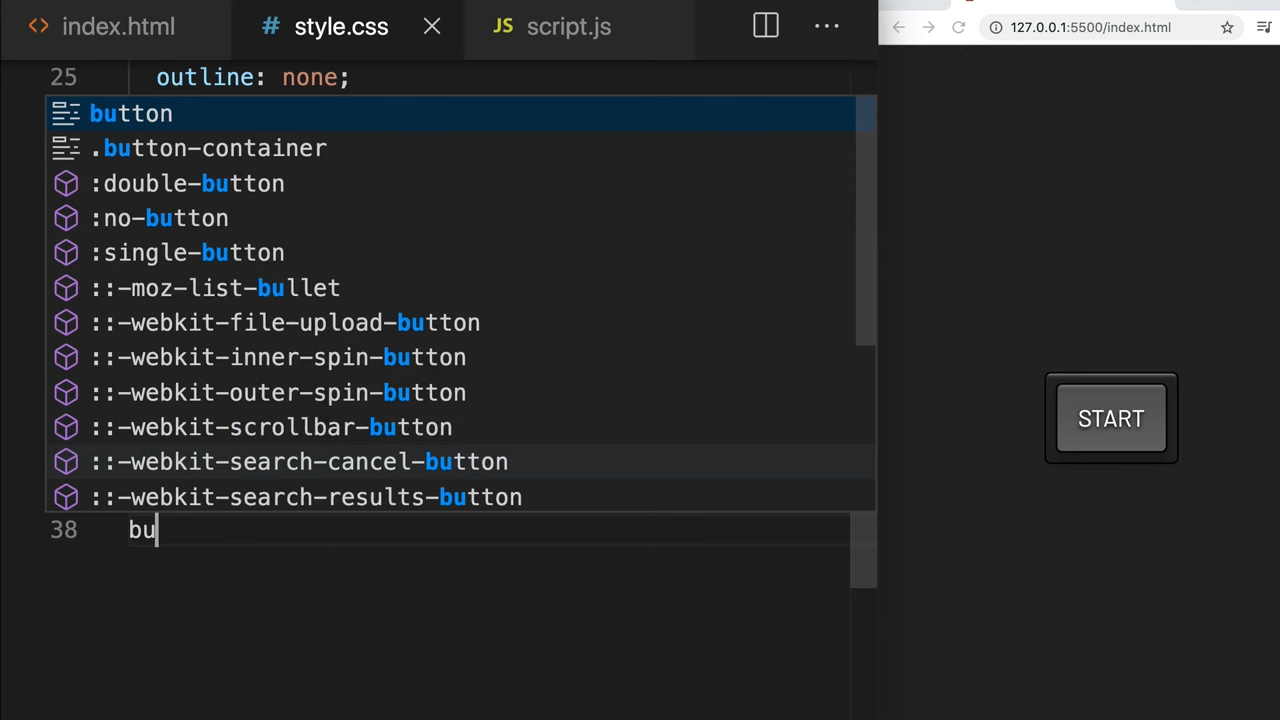 index.html
style.css
JS script.js
127.0.0.1:5500/index.html
25 outline: none;
button
.button-container
:double-button
:no-button
:single-button
::-moz-list-bullet
::-webkit-file-upload-button
::-webkit-inner-spin-button
::-webkit-outer-spin-button
::-webkit-scrollbar-button
::-webkit-search-cancel-button
::-webkit-search-results-button
38 bu
START